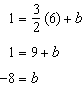 1 = 3/2 (6) + b
1 = 9 + b
−8 = b